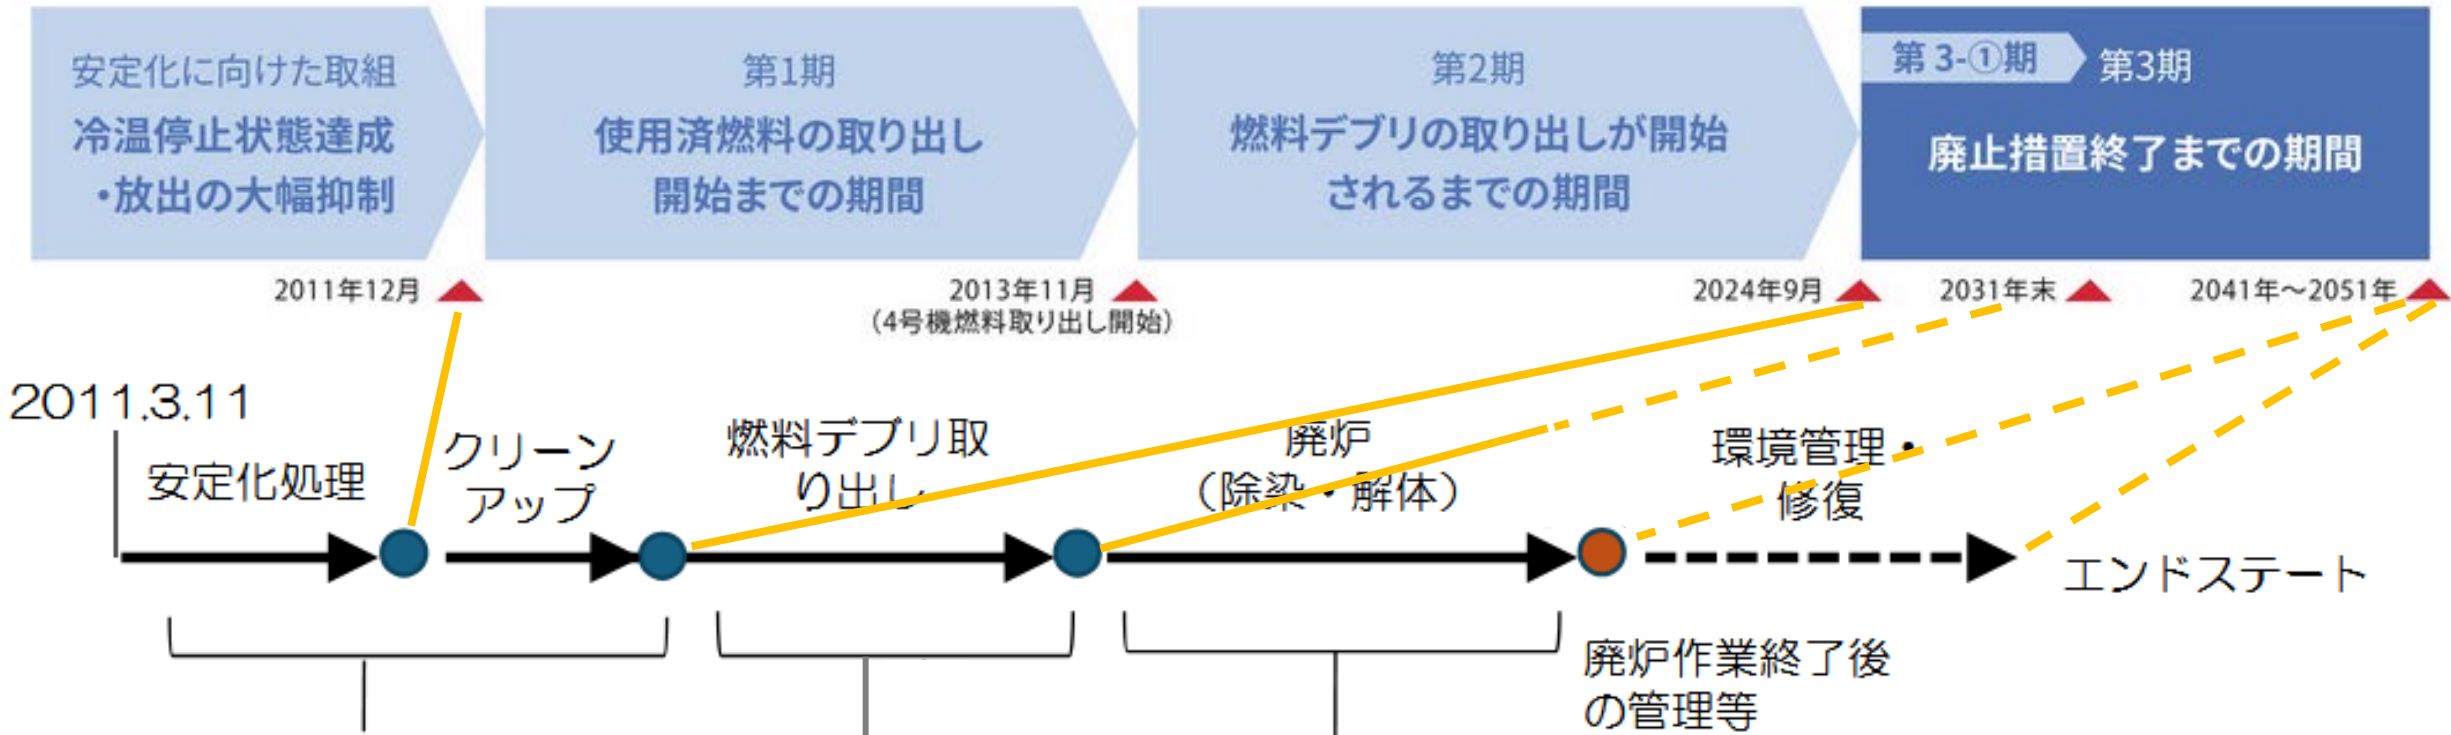 安定化に向けた取組
冷温停止状態達成
・放出の大幅抑制
第1期
使用済燃料の取り出し
開始までの期間
第2期
燃料デブリの取り出しが開始
されるまでの期間
第 3-①期
第3期
廃止措置終了までの期間
2011年12月
2013年11月
（4号機燃料取り出し開始）
2024年9月
2031年末
2041年～2051年
2011.3.11
安定化処理
クリーン
アップ
燃料デブリ取
り出し
廃炉
（除染・解体）
環境管理・
修復
エンドステート
廃炉作業終了後
の管理等